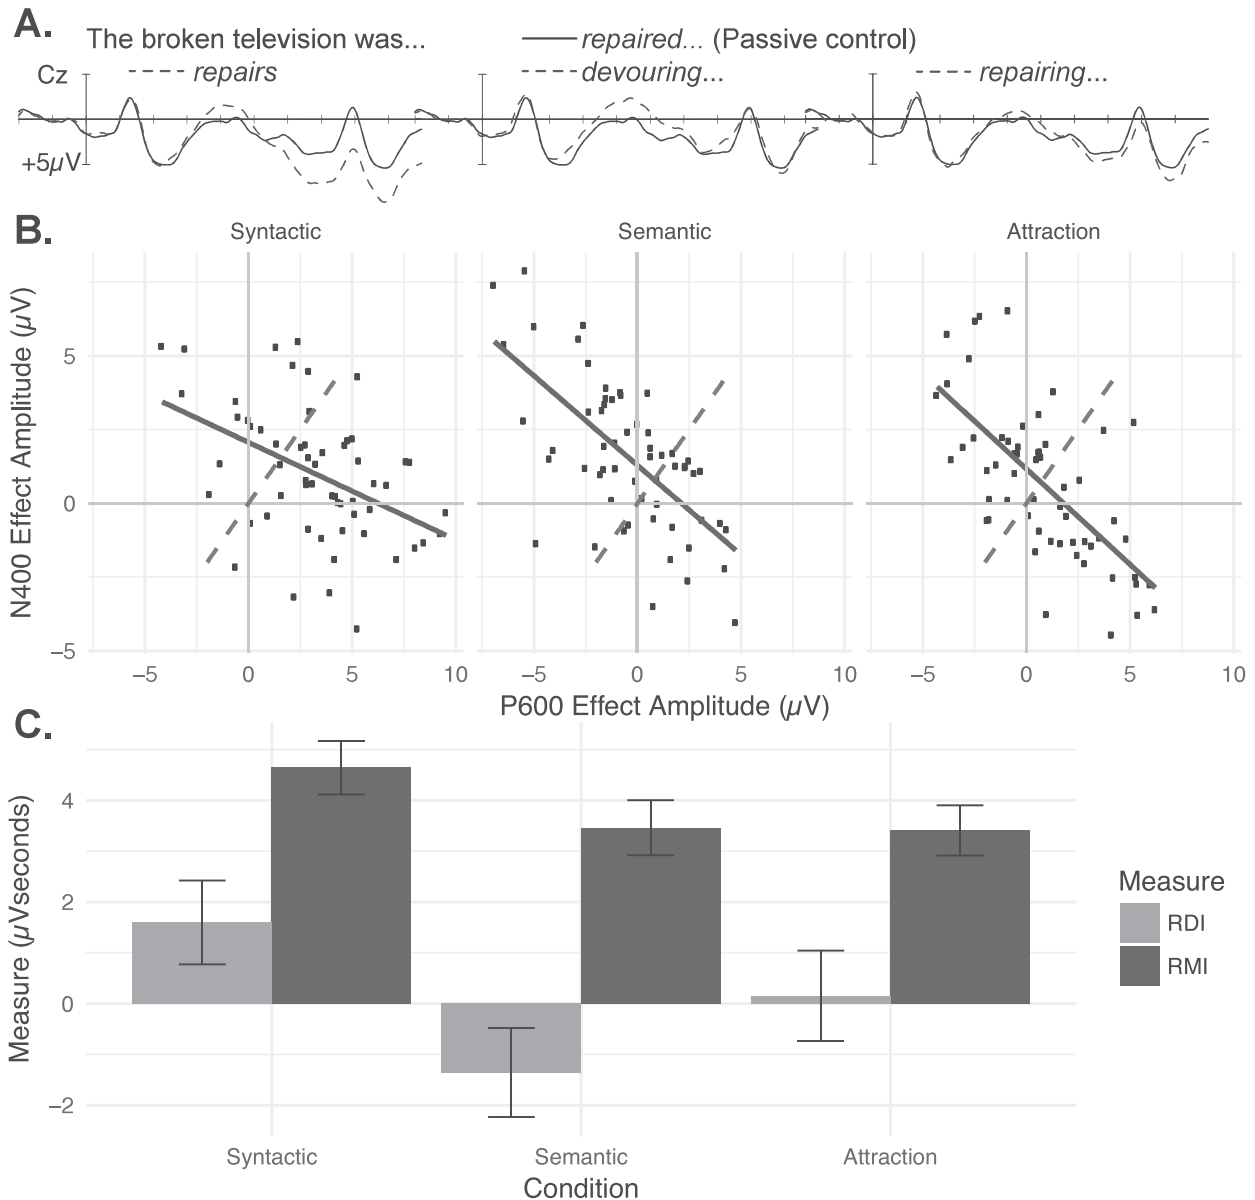 A.
The broken television was... repaired... (Passive control)
Cz repairs devouring... repairing...
+5µV
B.
Syntactic Semantic Attraction
N400 Effect Amplitude (µV)
5
0
−5
−5 0 5 10 −5 0 5 10 −5 0 5 10
P600 Effect Amplitude (µV)
C.
Measure (µVseconds)
4
2
0
−2
Syntactic Semantic Attraction
Condition
Measure
RDI
RMI